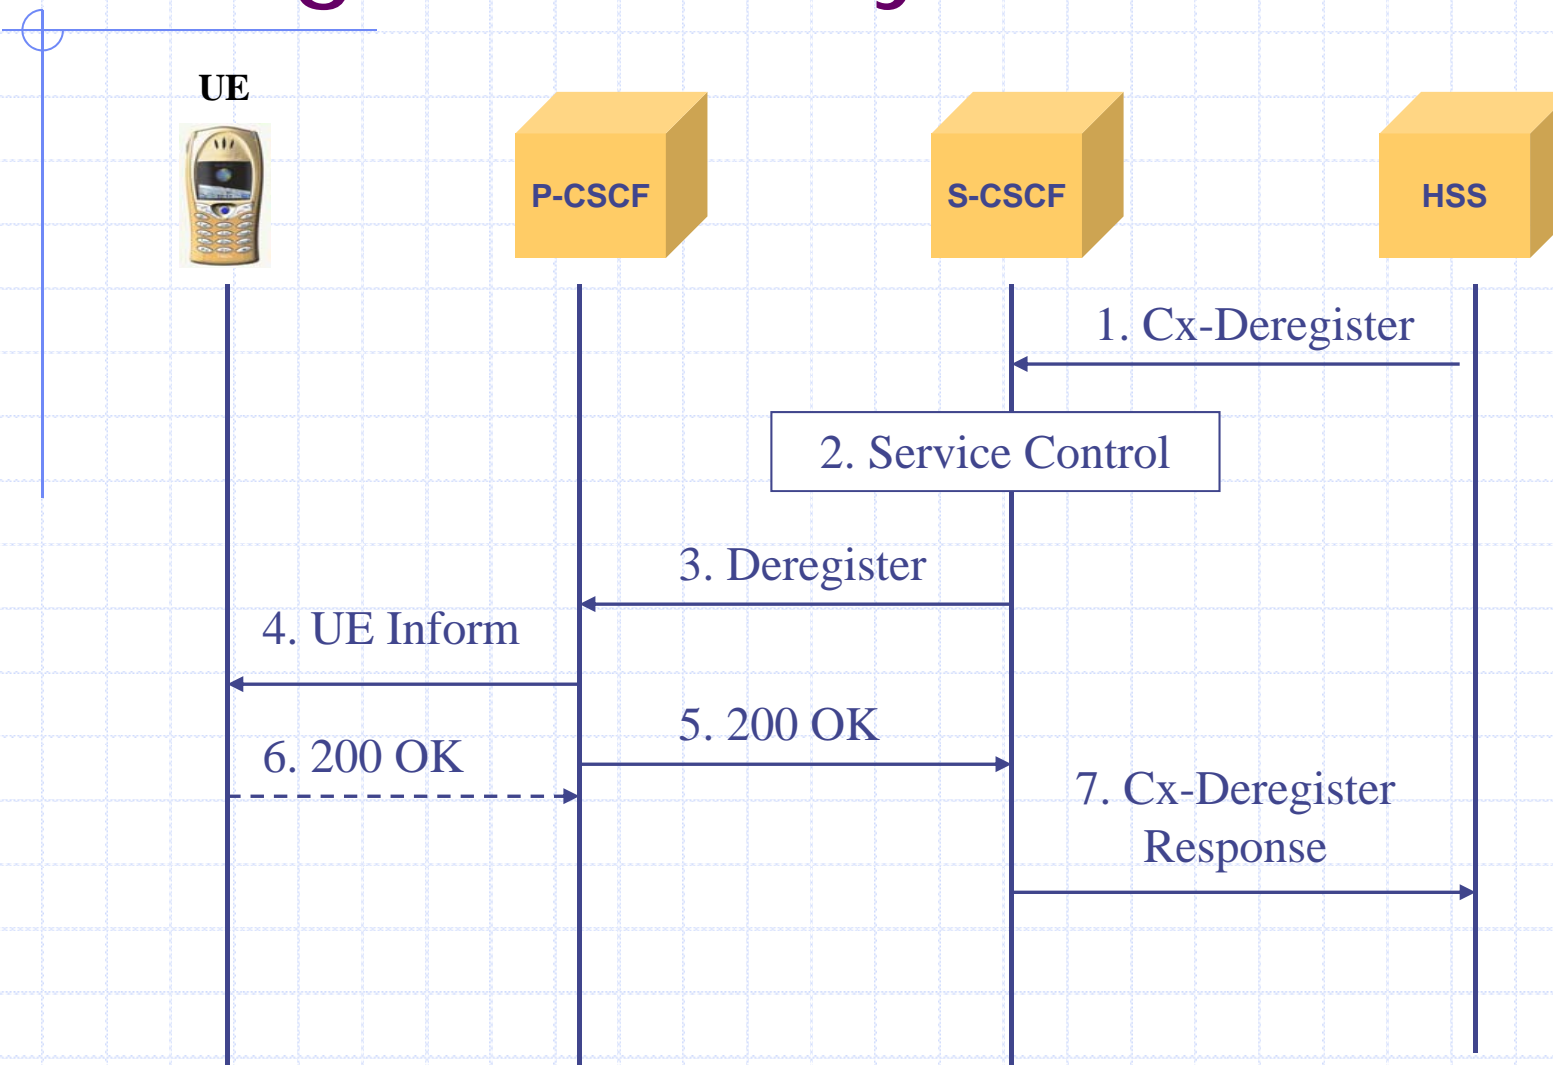 UE
P-CSCF
S-CSCF
HSS
1. Cx-Deregister
2. Service Control
3. Deregister
4. UE Inform
5. 200 OK
6. 200 OK
7. Cx-Deregister
Response